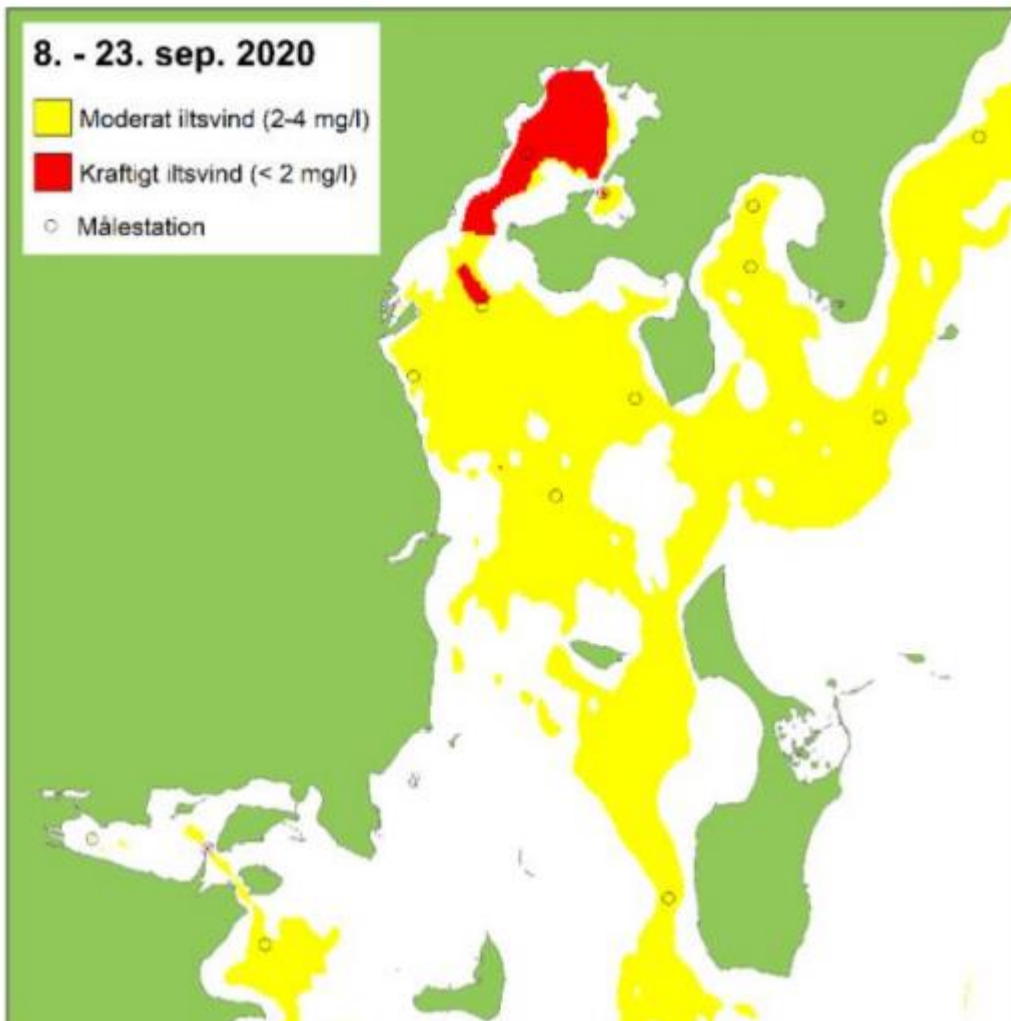 8. - 23. sep. 2020
Moderat iltsvind (2-4 mg/l)
Kraftigt iltsvind (< 2 mg/l)
Målestation